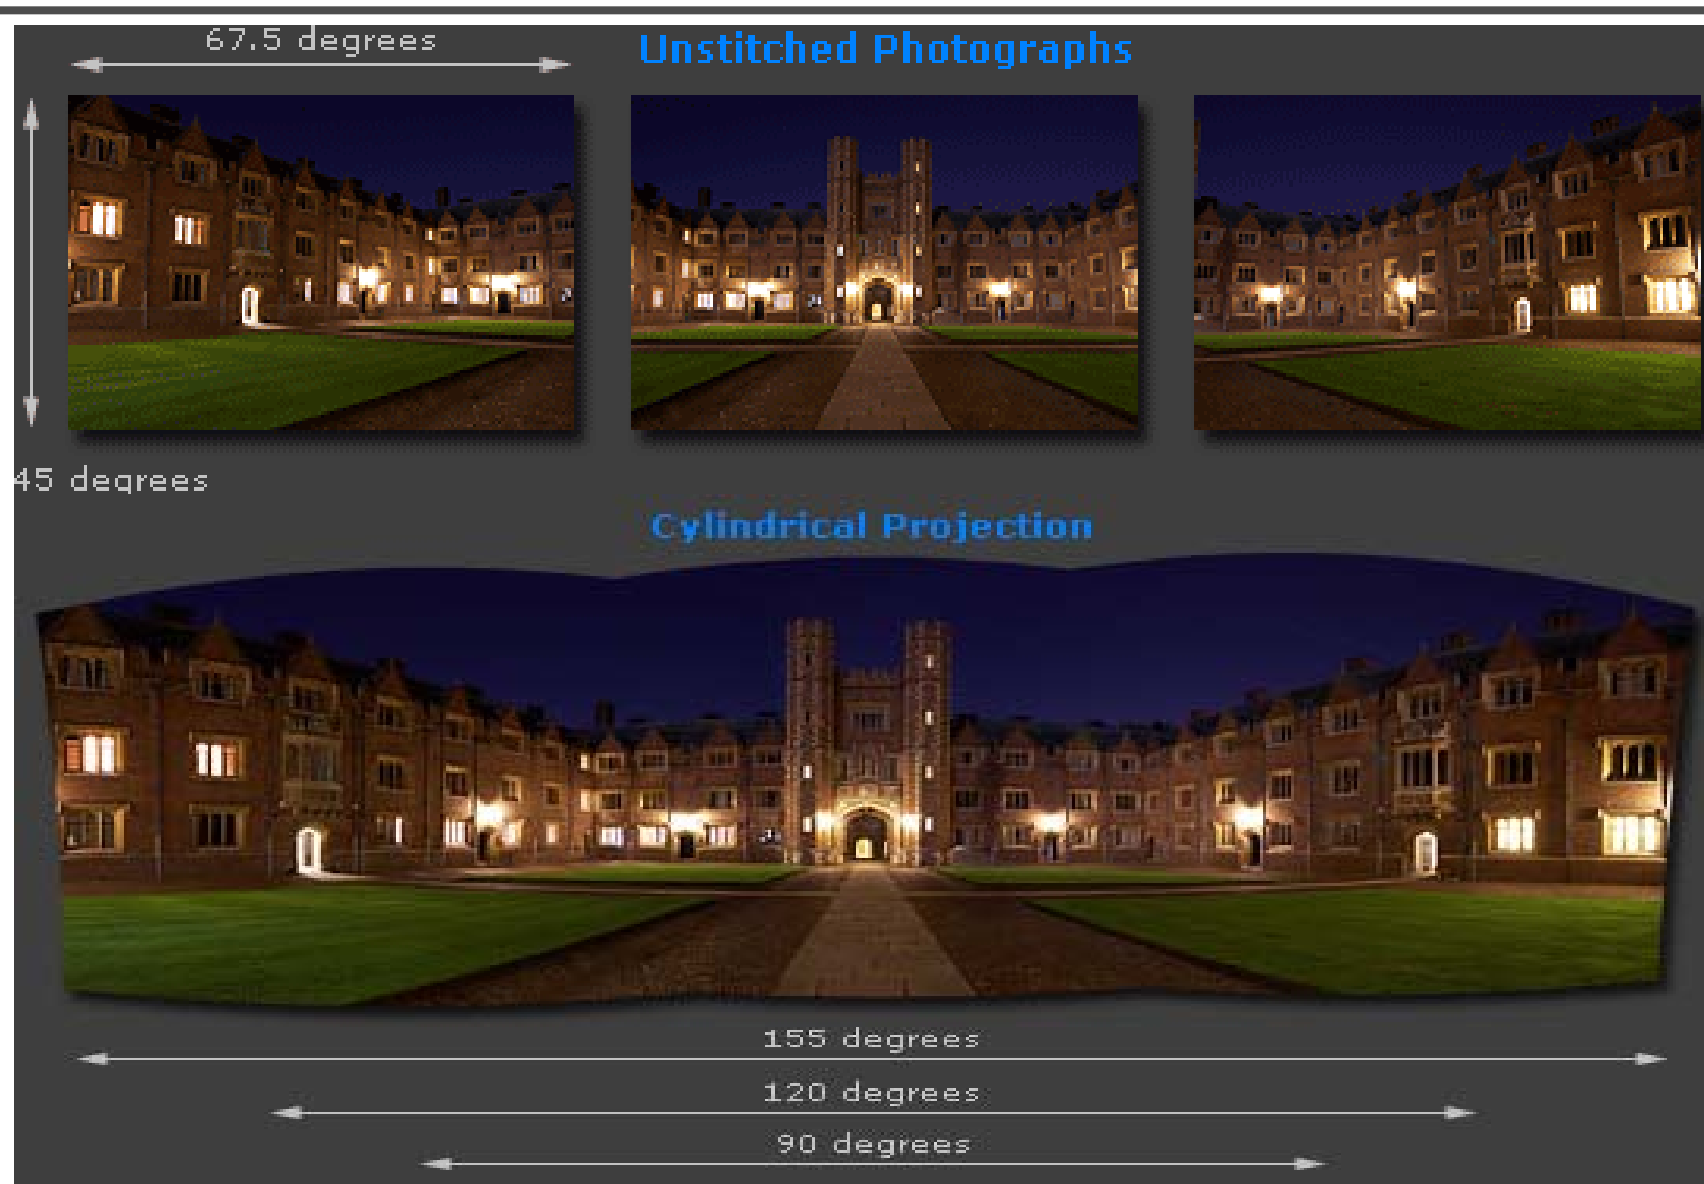 67.5 degrees
Unstitched Photographs
45 degrees
Cylindrical Projection
155 degrees
120 degrees
90 degrees